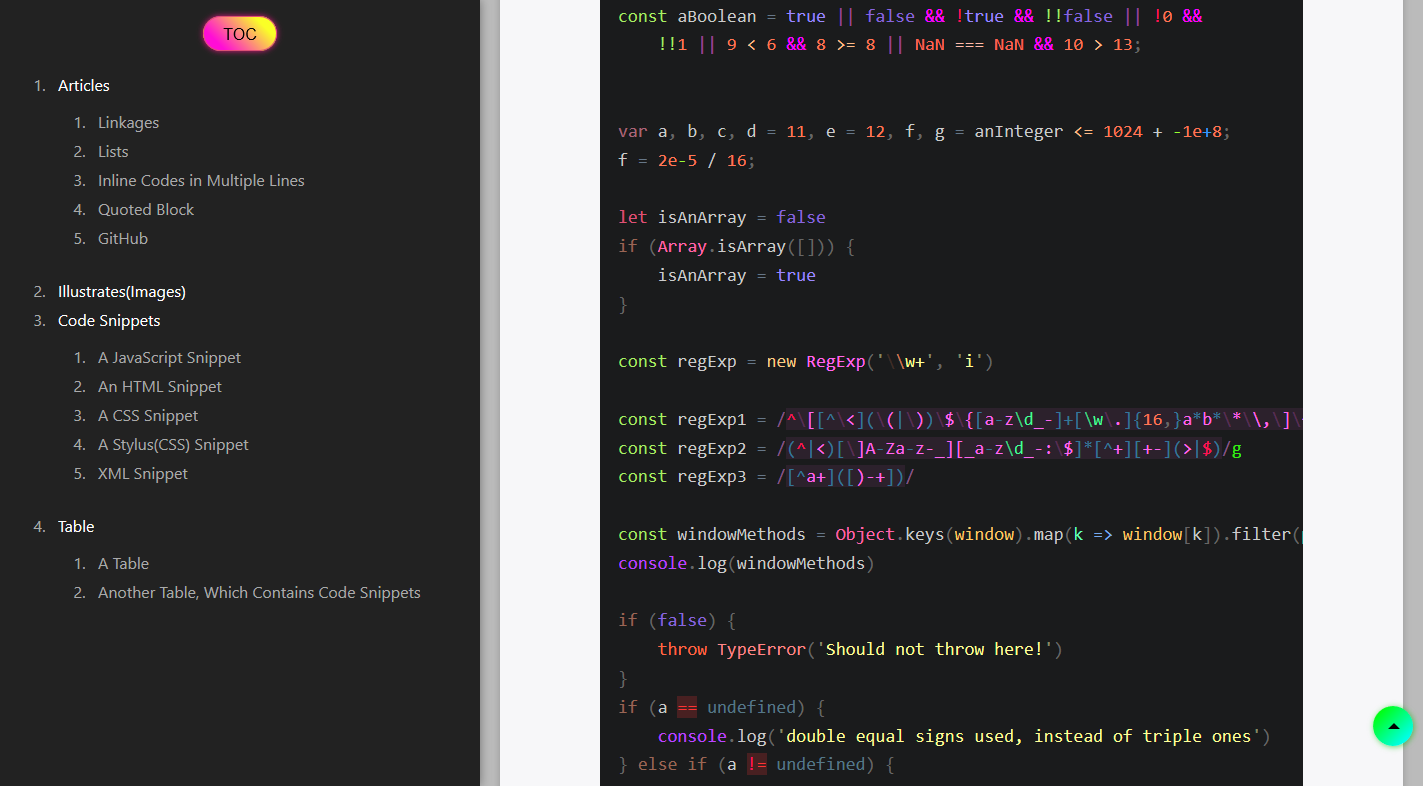 TOC
1. Articles
1. Linkages
2. Lists
3. Inline Codes in Multiple Lines
4. Quoted Block
5. GitHub
2. Illustrates(Images)
3. Code Snippets
1. A JavaScript Snippet
2. An HTML Snippet
3. A CSS Snippet
4. A Stylus(CSS) Snippet
5. XML Snippet
4. Table
1. A Table
2. Another Table, Which Contains Code Snippets
const aBoolean = true || false && !true && !!false || !0 &&
!!1 || 9 < 6 && 8 >= 8 || NaN === NaN && 10 > 13;
var a, b, c, d = 11, e = 12, f, g = anInteger <= 1024 + -1e+8;
f = 2e-5 / 16;
let isAnArray = false
if (Array.isArray([])) {
isAnArray = true
}
const regExp = new RegExp('\\w+', 'i')
const regExp1 = /^\[[^\<](\(|\))\$\{[a-z\d_-]+[\w\.]{16,}a*b*\*\\,\]\
const regExp2 = /(^|<)[\]A-Za-z-_][_a-z\d_-:\$]*[^+][+-](>|$)/g
const regExp3 = /[^a+]([)-+])/
const windowMethods = Object.keys(window).map(k => window[k]).filter(
console.log(windowMethods)
if (false) {
throw TypeError('Should not throw here!')
}
if (a == undefined) {
console.log('double equal signs used, instead of triple ones')
} else if (a != undefined) {